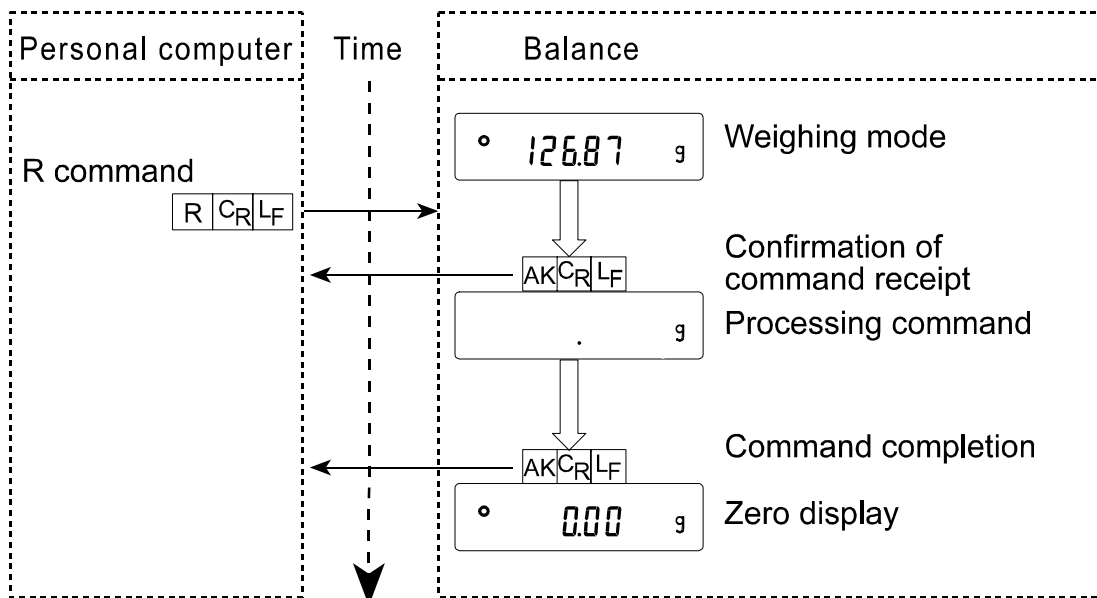 Personal computer
Time
Balance
126.87 g
Weighing mode
R command
R CR LF
Confirmation of
command receipt
AK CR LF
. g
Processing command
Command completion
AK CR LF
0.00 g
Zero display